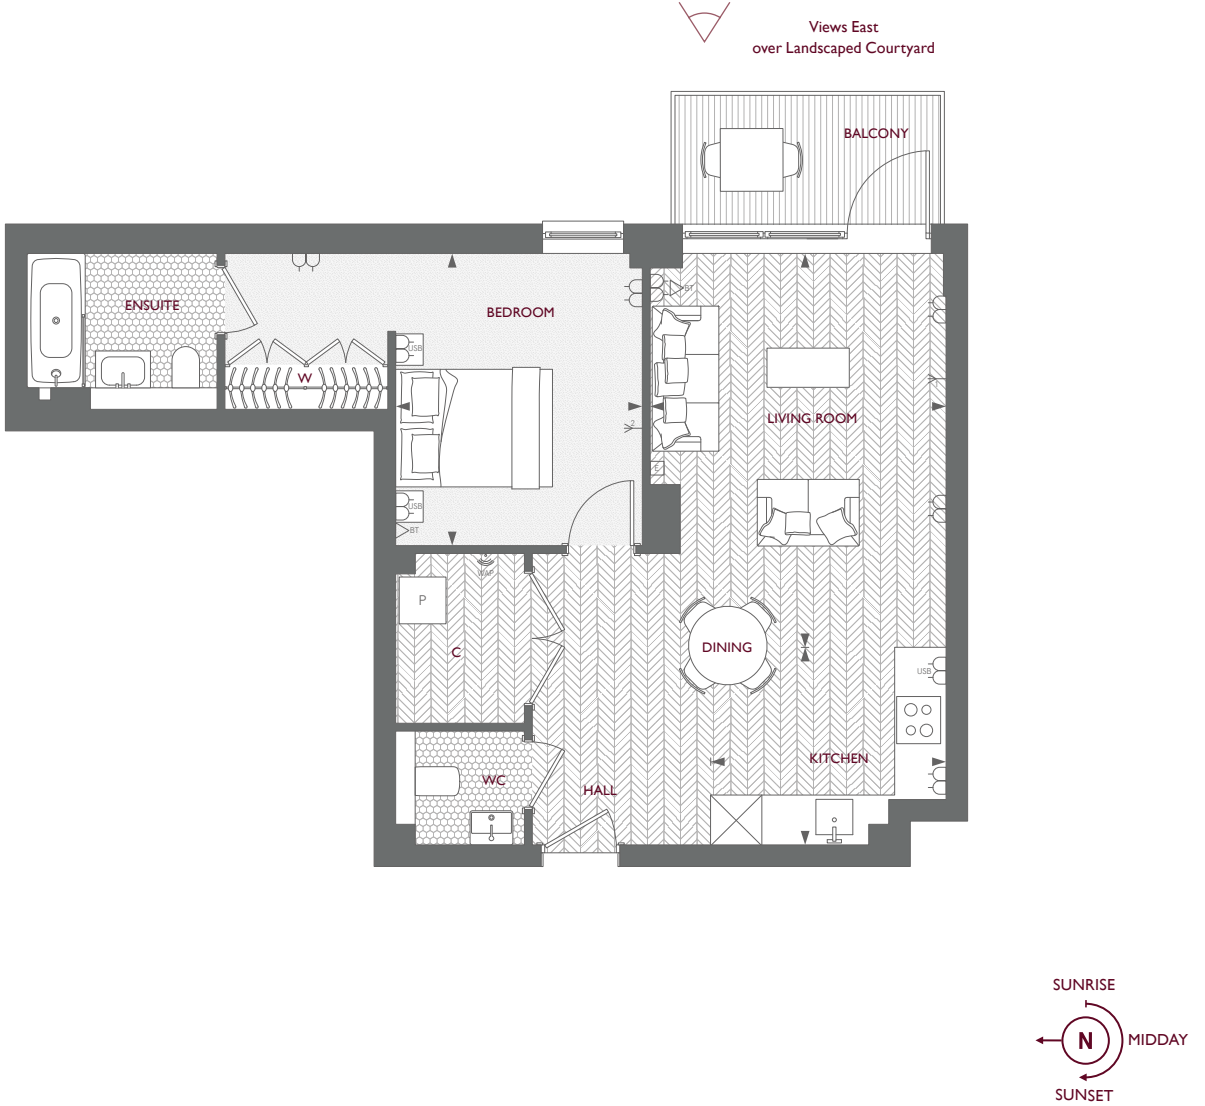 Views East
over Landscaped Courtyard
BALCONY
ENSUITE
BEDROOM
BT
USB
W
LIVING ROOM
2
E
USB
BT
WAP
P
C
DINING
USB
WC
KITCHEN
HALL
SUNRISE
N
MIDDAY
SUNSET